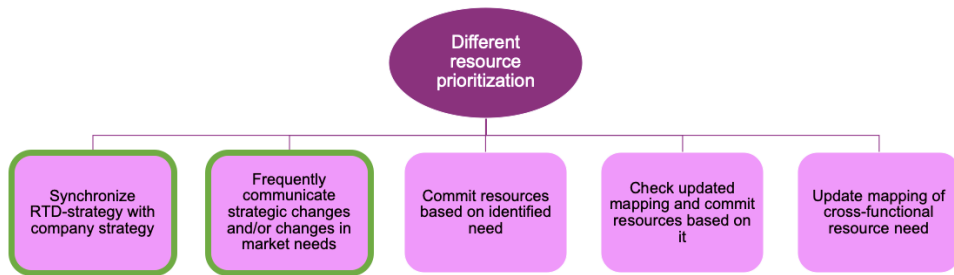 Different
resource
prioritization
Synchronize
RTD-strategy with
company strategy
Frequently
communicate
strategic changes
and/or changes in
market needs
Commit resources
based on identified
need
Check updated
mapping and commit
resources based on
it
Update mapping of
cross-functional
resource need